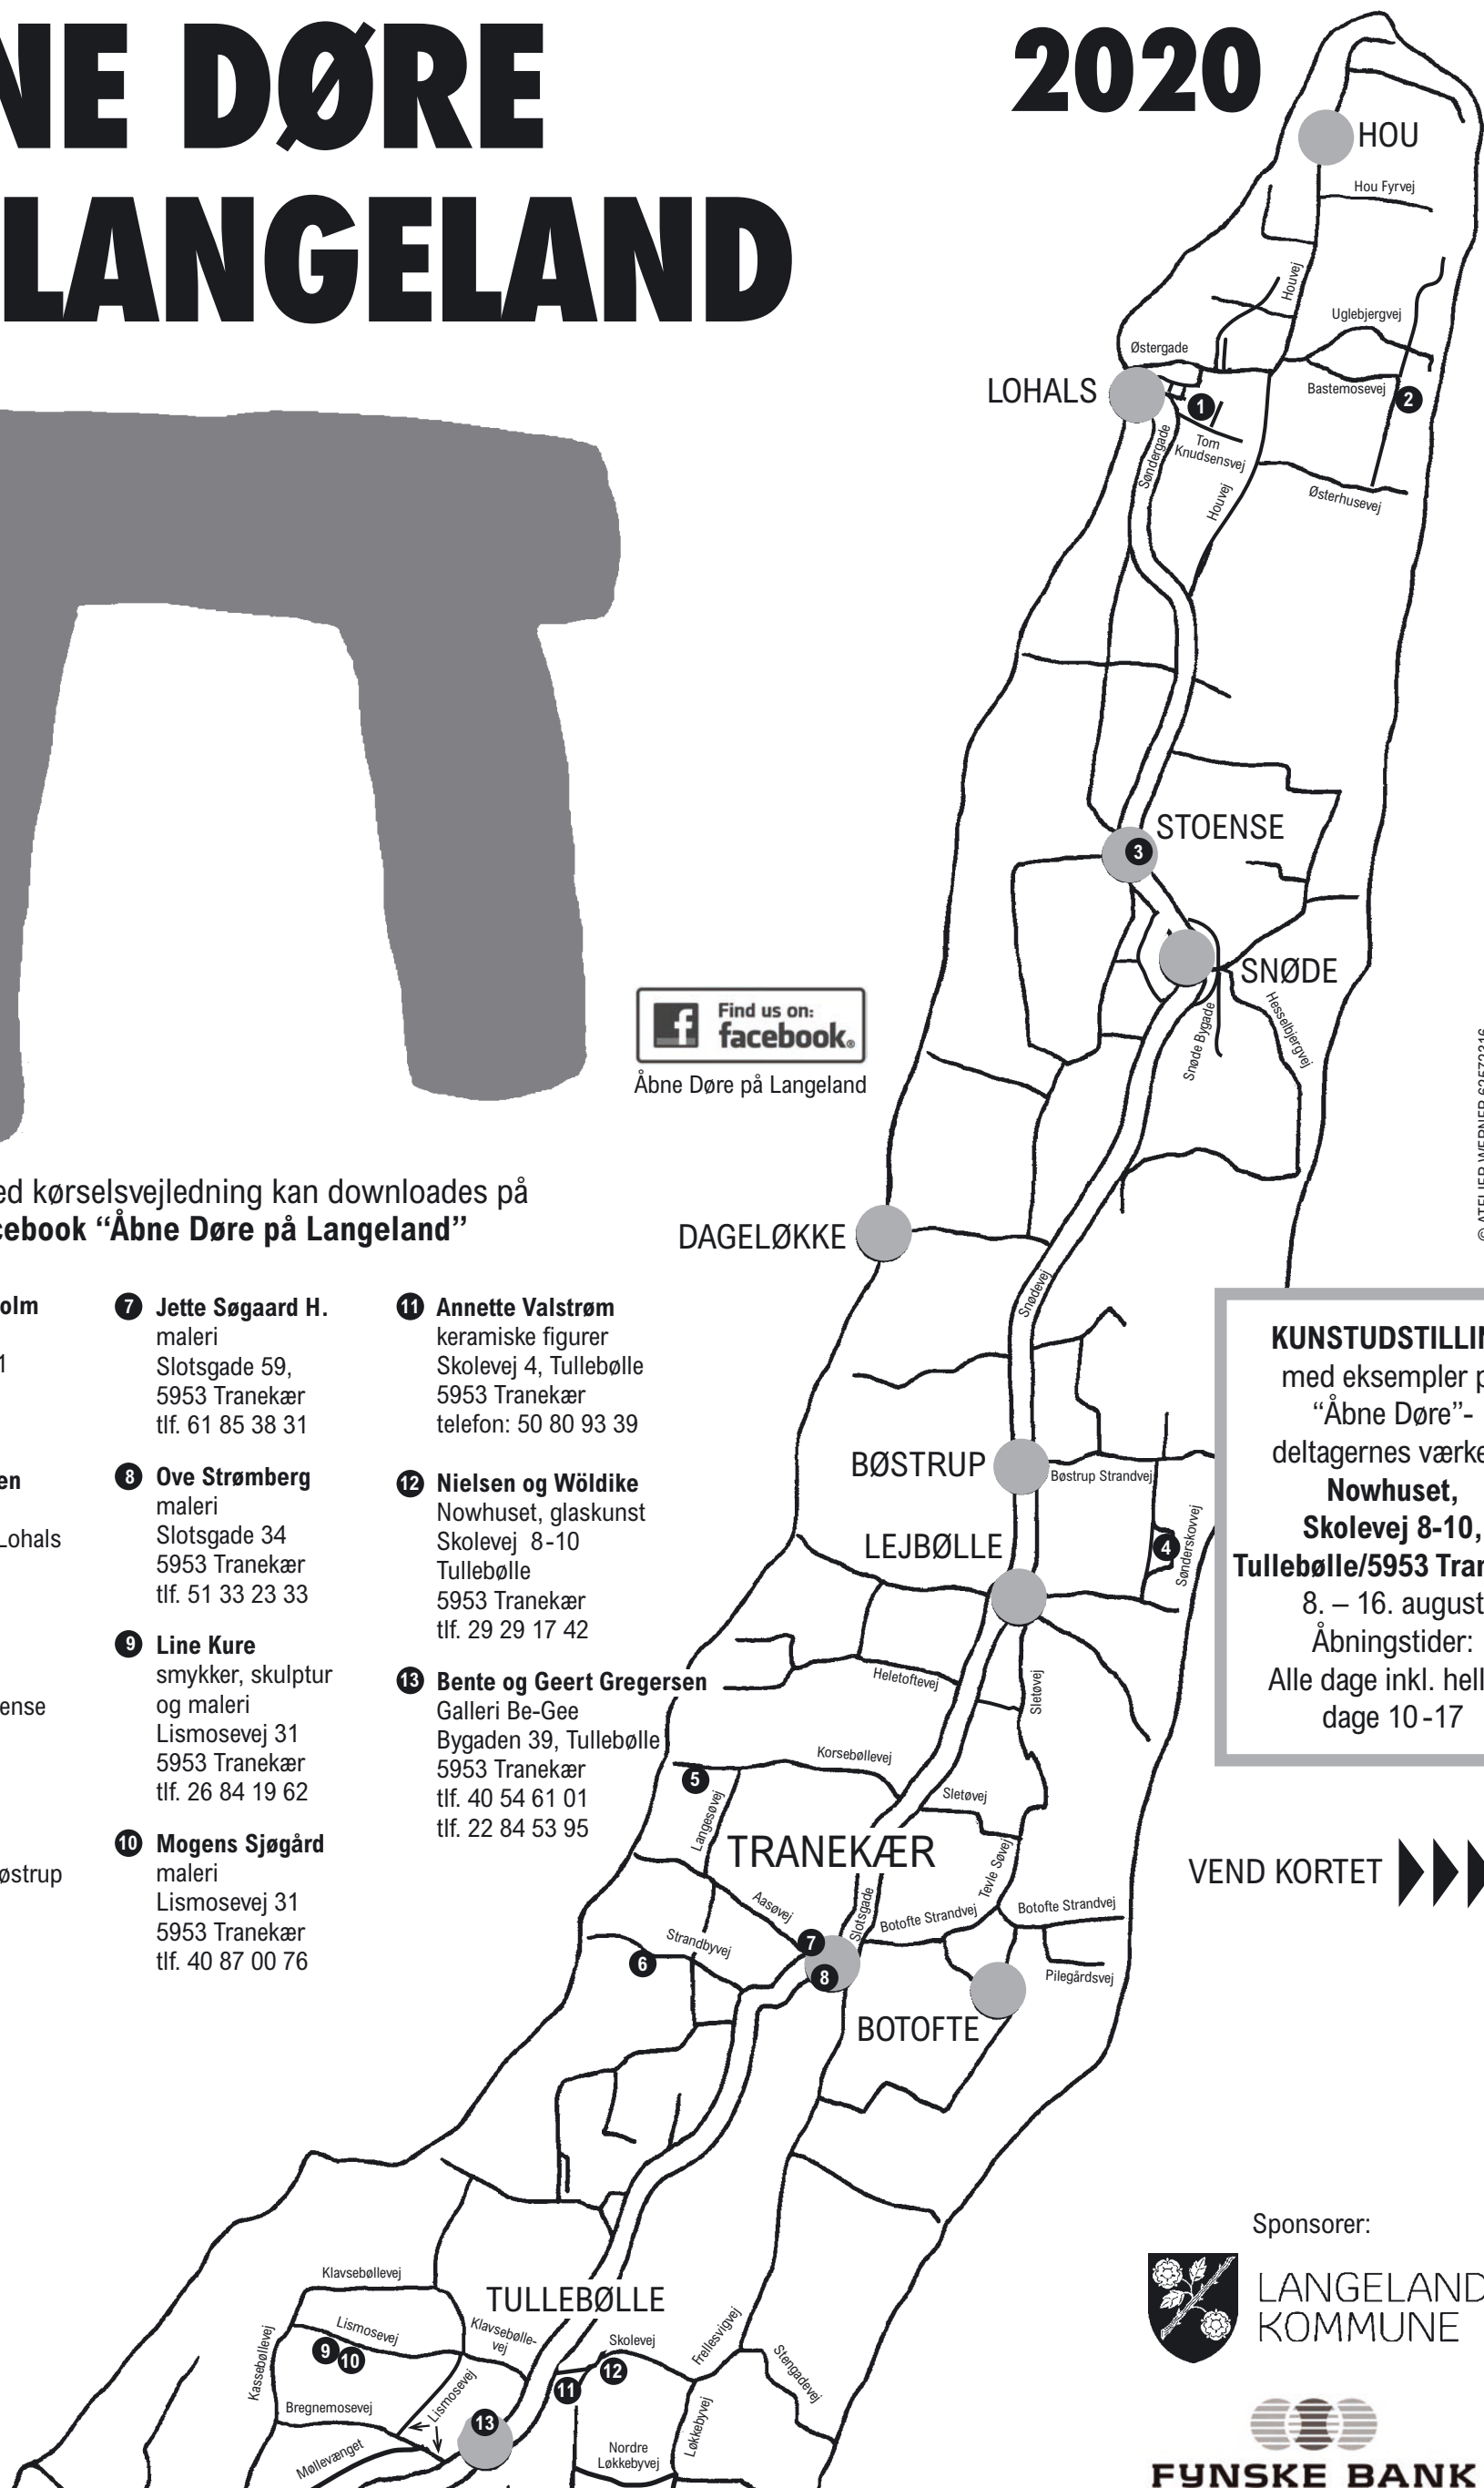 NE DØRE
LANGELAND
2020
HOU
Hou Fyrvej
Houvej
Uglebjergvej
Østergade
LOHALS
Bastemosevej
1
2
Søndergade
Tom
Knudsensvej
Houvej
Østerhusevej
STOENSE
3
SNØDE
Snøde Bygade
Hesselbjergvej
Find us on:
facebook®
Åbne Døre på Langeland
© ATELIER WERNER 62572316
ed kørselsvejledning kan downloades på
cebook “Åbne Døre på Langeland”
DAGELØKKE
Snødevej
olm
1
en
Lohals
ense
østrup
7 Jette Søgaard H.
maleri
Slotsgade 59,
5953 Tranekær
tlf. 61 85 38 31
8 Ove Strømberg
maleri
Slotsgade 34
5953 Tranekær
tlf. 51 33 23 33
9 Line Kure
smykker, skulptur
og maleri
Lismosevej 31
5953 Tranekær
tlf. 26 84 19 62
10 Mogens Sjøgård
maleri
Lismosevej 31
5953 Tranekær
tlf. 40 87 00 76
11 Annette Valstrøm
keramiske figurer
Skolevej 4, Tullebølle
5953 Tranekær
telefon: 50 80 93 39
12 Nielsen og Wöldike
Nowhuset, glaskunst
Skolevej 8-10
Tullebølle
5953 Tranekær
tlf. 29 29 17 42
13 Bente og Geert Gregersen
Galleri Be-Gee
Bygaden 39, Tullebølle
5953 Tranekær
tlf. 40 54 61 01
tlf. 22 84 53 95
KUNSTUDSTILLIN
med eksempler p
“Åbne Døre”-
deltagernes værke
Nowhuset,
Skolevej 8-10,
Tullebølle/5953 Tran
8. – 16. august
Åbningstider:
Alle dage inkl. hell
dage 10-17
BØSTRUP
Bøstrup Strandvej
LEJBØLLE
4
Sønderskovvej
Heletoftevej
Sletøvej
Korsebøllevej
5
Langesøvej
Sletøvej
TRANEKÆR
Tevle Søvej
VEND KORTET
Aasøvej
Slotsgade
Botofte Strandvej
Botofte Strandvej
Strandbyvej
6
7
8
Pilegårdsvej
BOTOFTE
Sponsorer:
LANGELAND
KOMMUNE
FYNSKE BANK
Klavsebøllevej
TULLEBØLLE
Lismosevej
Klavsebølle-
vej
Kassebøllevej
9
10
Skolevej
12
11
Frellesvigvej
Stengadevej
Bregnemosevej
Lismosevej
13
Løkkebyvej
Møllevænget
Nordre
Løkkebyvej